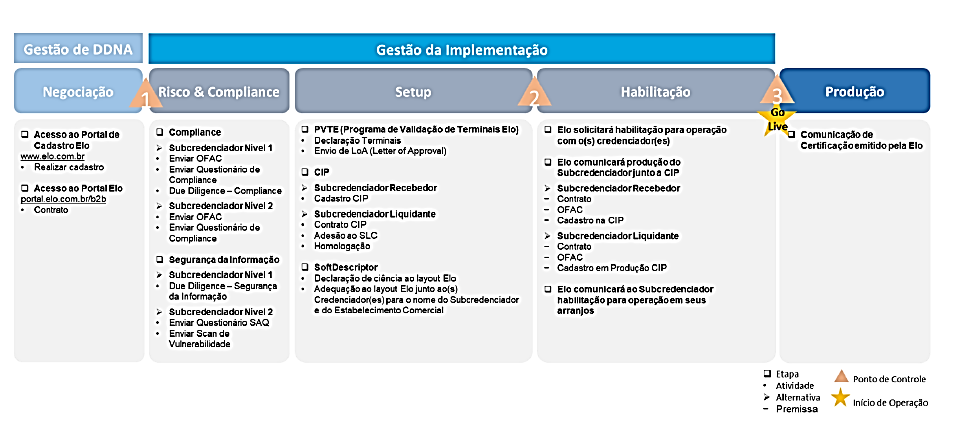 Gestão de DDNA
Gestão da Implementação
Negociação
1
Risco & Compliance
Setup
2
Habilitação
3
Go
Live
Produção
❑ Acesso ao Portal de
Cadastro Elo
www.elo.com.br
• Realizar cadastro
❑ Acesso ao Portal Elo
portal.elo.com.br/b2b
• Contrato
❑ Compliance
➢ Subcredenciador Nivel 1
• Enviar OFAC
• Enviar Questionário de
Compliance
• Due Diligence – Compliance
➢ Subcredenciador Nivel 2
• Enviar OFAC
• Enviar Questionário de
Compliance
❑ Segurança da Informação
➢ Subcredenciador Nível 1
• Due Diligence – Segurança
da Informação
➢ Subcredenciador Nível 2
• Enviar Questionário SAQ
• Enviar Scan de
Vulnerabilidade
❑ PVTE (Programa de Validação de Terminais Elo)
• Declaração Terminais
• Envio de LoA (Letter of Approval)
❑ CIP
➢ Subcredenciador Recebedor
• Cadastro CIP
➢ Subcredenciador Liquidante
• Contrato CIP
• Adesão ao SLC
• Homologação
❑ SoftDescriptor
• Declaração de ciência ao layout Elo
• Adequação ao layout Elo junto ao(s)
Credenciador(es) para o nome do Subcredenciador
e do Estabelecimento Comercial
❑ Elo solicitará habilitação para operação
com o(s) credenciador(es)
❑ Elo comunicará produção do
Subcredenciador junto a CIP
➢ Subcredenciador Recebedor
– Contrato
– OFAC
– Cadastro na CIP
➢ Subcredenciador Liquidante
– Contrato
– OFAC
– Cadastro em Produção CIP
❑ Elo comunicará ao Subcredenciador
habilitação para operação em seus
arranjos
❑ Comunicação de
Certificação emitido pela Elo
❑ Etapa
• Atividade
➢ Alternativa
– Premissa
Ponto de Controle
Início de Operação